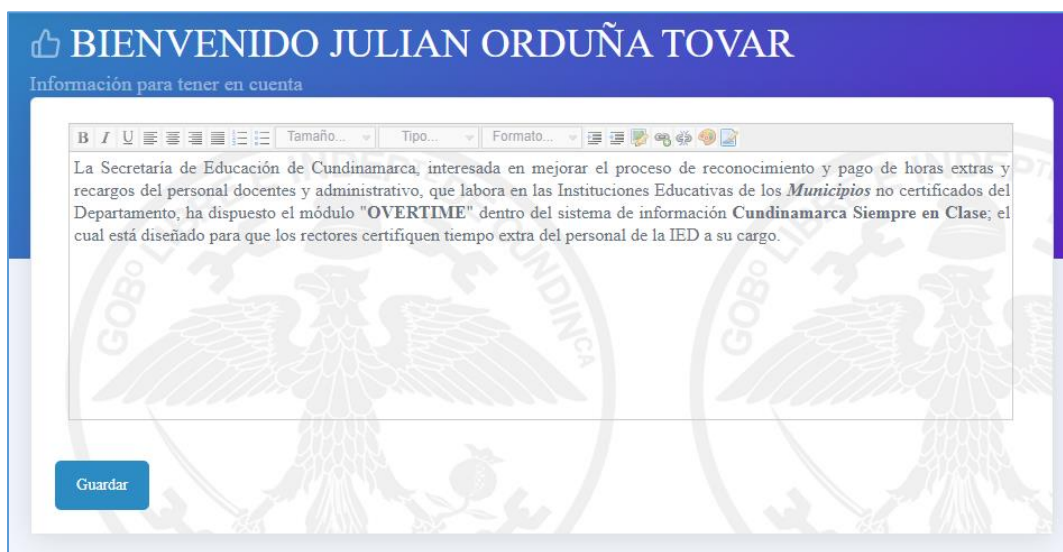 BIENVENIDO JULIAN ORDUÑA TOVAR
Información para tener en cuenta
B I U Tamaño... Tipo... Formato...
La Secretaría de Educación de Cundinamarca, interesada en mejorar el proceso de reconocimiento y pago de horas extras y
recargos del personal docentes y administrativo, que labora en las Instituciones Educativas de los Municipios no certificados del
Departamento, ha dispuesto el módulo "OVERTIME" dentro del sistema de información Cundinamarca Siempre en Clase; el
cual está diseñado para que los rectores certifiquen tiempo extra del personal de la IED a su cargo.
Guardar